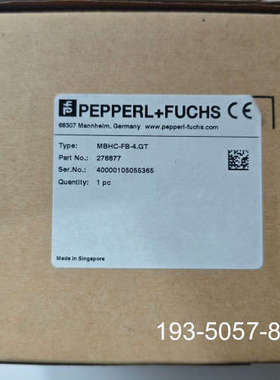 PEPPERL+FUCHS CE
68307 Mannheim, Germany www.pepperl-fuchs.com
Type: MBHC-FB-4.GT
Part No.: 276877
Ser.No.: 40000105055365
Quantity: 1 pc
Made in Singapore
193-5057-8